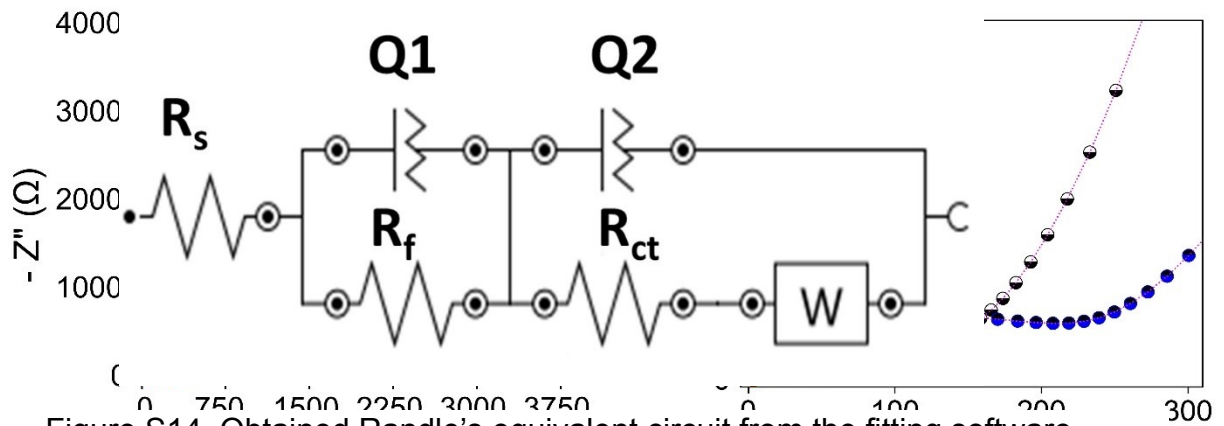 4000
Q1 Q2
3000
Rs
2000
- Z" (Ω)
Rf Rct
1000
W
0 750 1500 2250 3000 3750 0 100 200 300
Figure S14. Obtained Randle's equivalent circuit from the fitting software